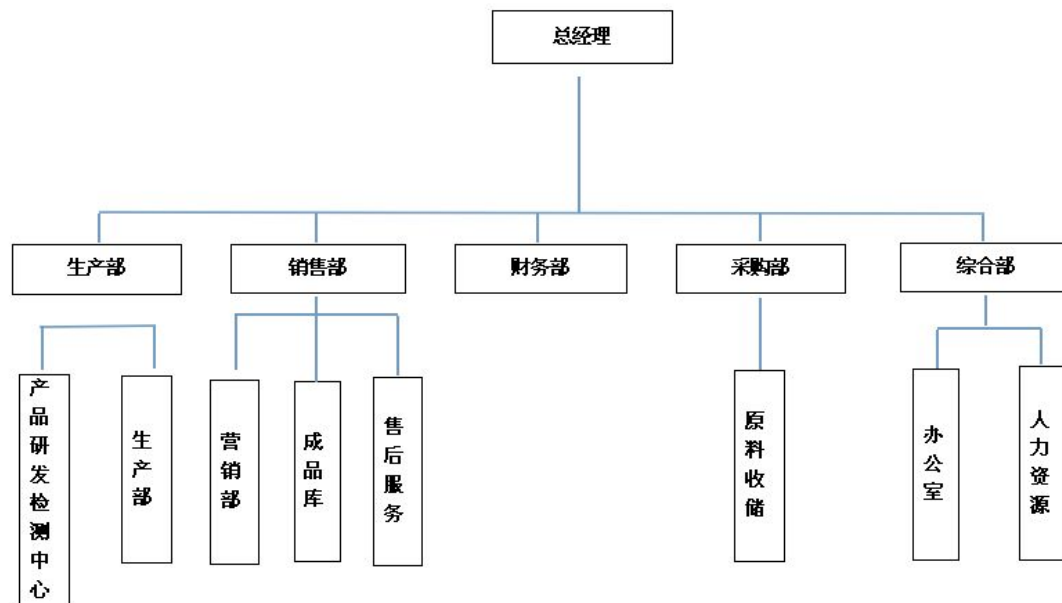 总经理
生产部
销售部
财务部
采购部
综合部
产品研发检测中心
生产部
营销部
成品库
售后服务
原料收储
办公室
人力资源